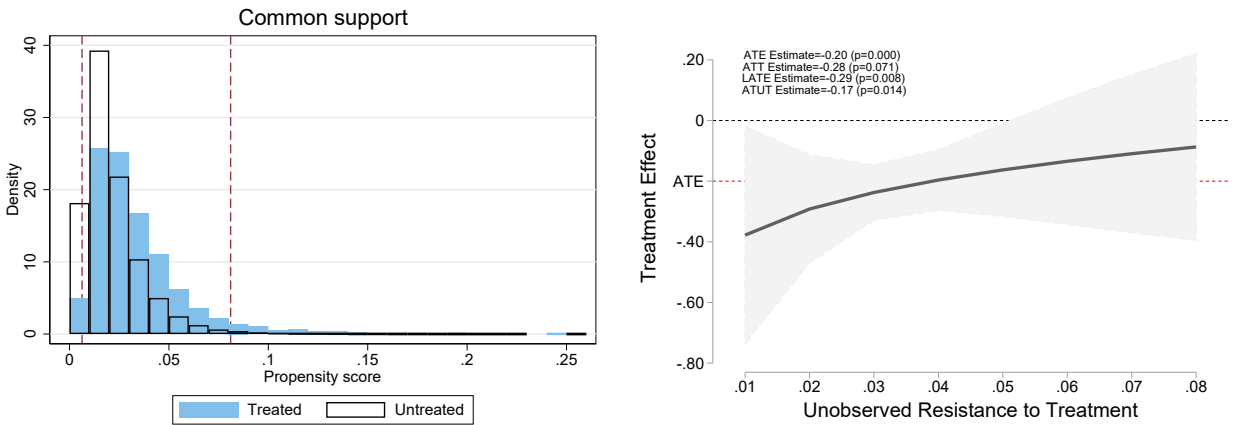 Common support
Density
40
30
20
10
0
0 .05 .1 .15 .2 .25
Propensity score
Treated Untreated
ATE Estimate=-0.20 (p=0.000)
ATT Estimate=-0.28 (p=0.071)
LATE Estimate=-0.29 (p=0.008)
ATUT Estimate=-0.17 (p=0.014)
Treatment Effect
.20
0
ATE
-.40
-.60
-.80
.01 .02 .03 .04 .05 .06 .07 .08
Unobserved Resistance to Treatment